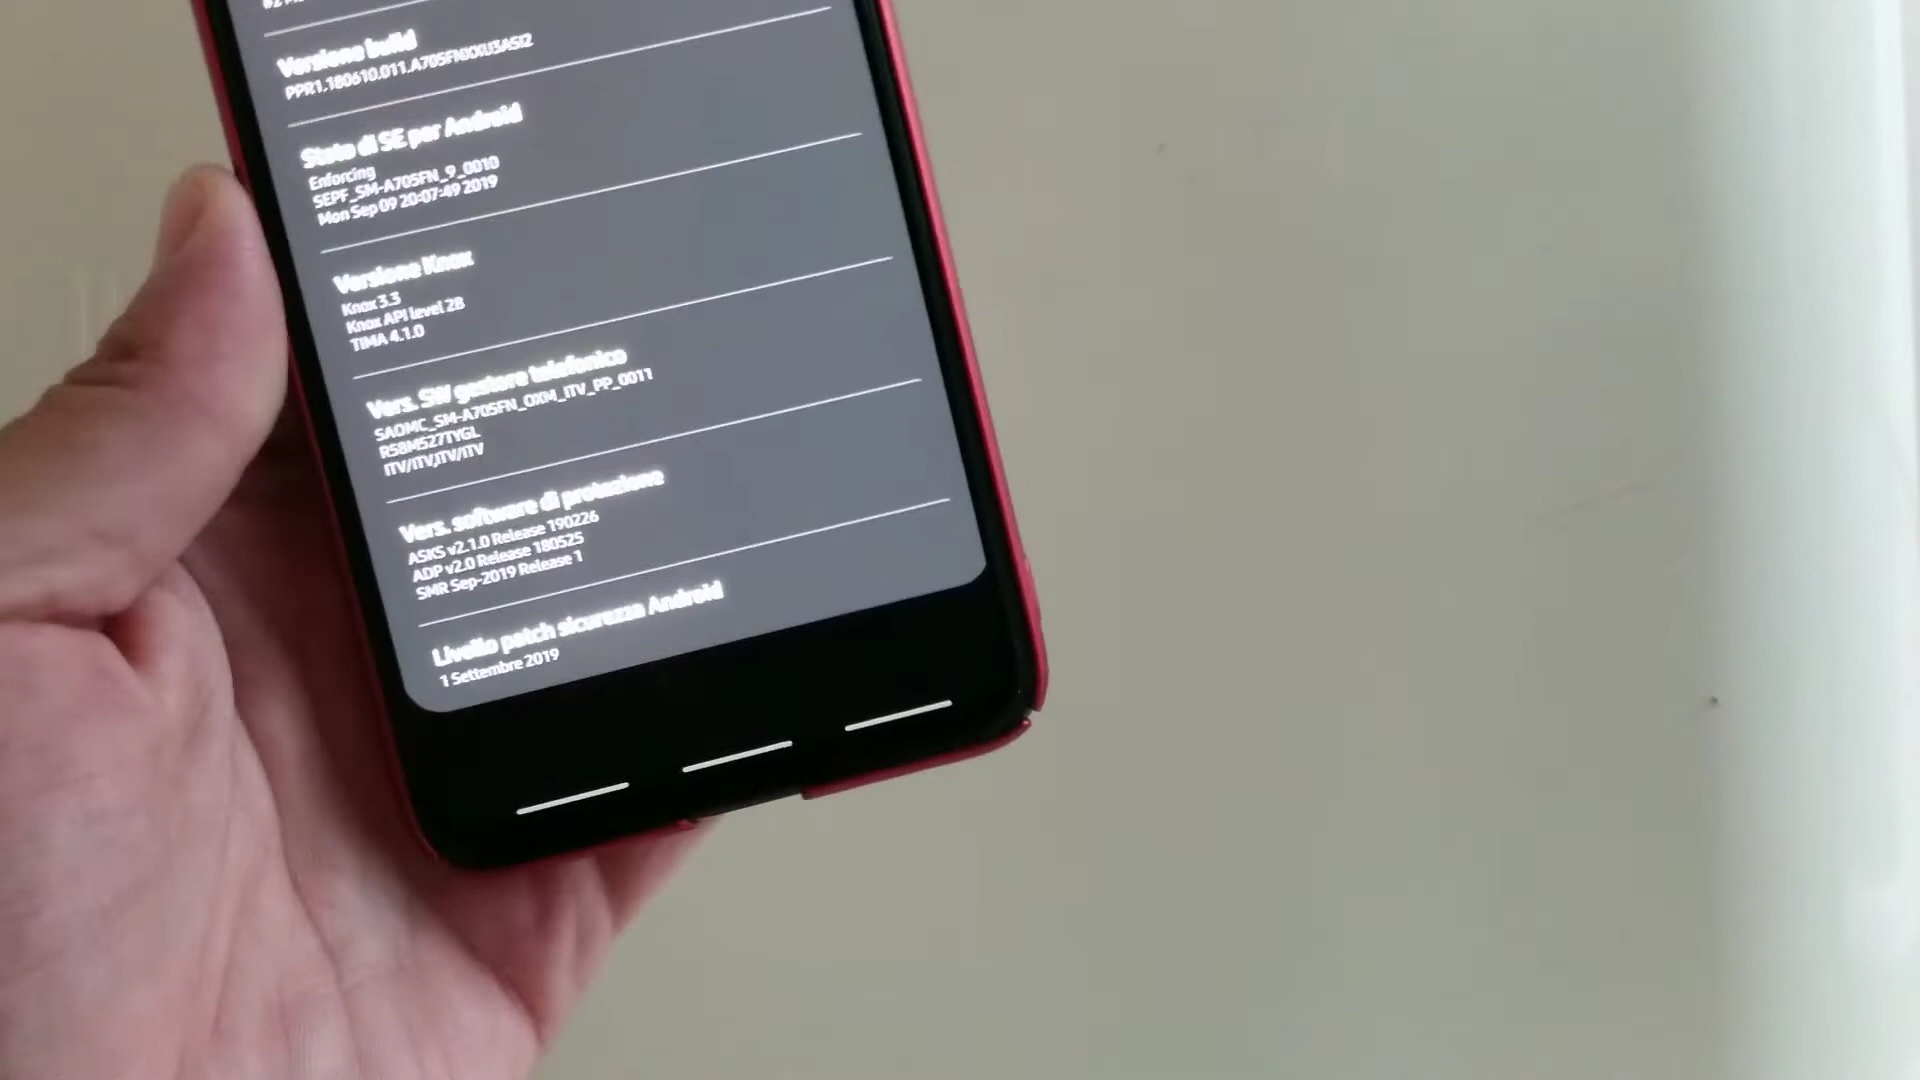 Versione build
PPR1.180610.011.A705FNXXU3ASI2
Stato di SE per Android
Enforcing
SEPF_SM-A705FN_9_0010
Mon Sep 09 20:07:49 2019
Versione Knox
Knox 3.3
Knox API level 28
TIMA 4.1.0
Vers. SW gestore telefonico
SAOMC_SM-A705FN_OXM_ITV_PP_0011
R58M527TYGL
ITV/ITV,ITV/ITV
Vers. software di protezione
ASKS v2.1.0 Release 190226
ADP v2.0 Release 180525
SMR Sep-2019 Release 1
Livello patch sicurezza Android
1 Settembre 2019